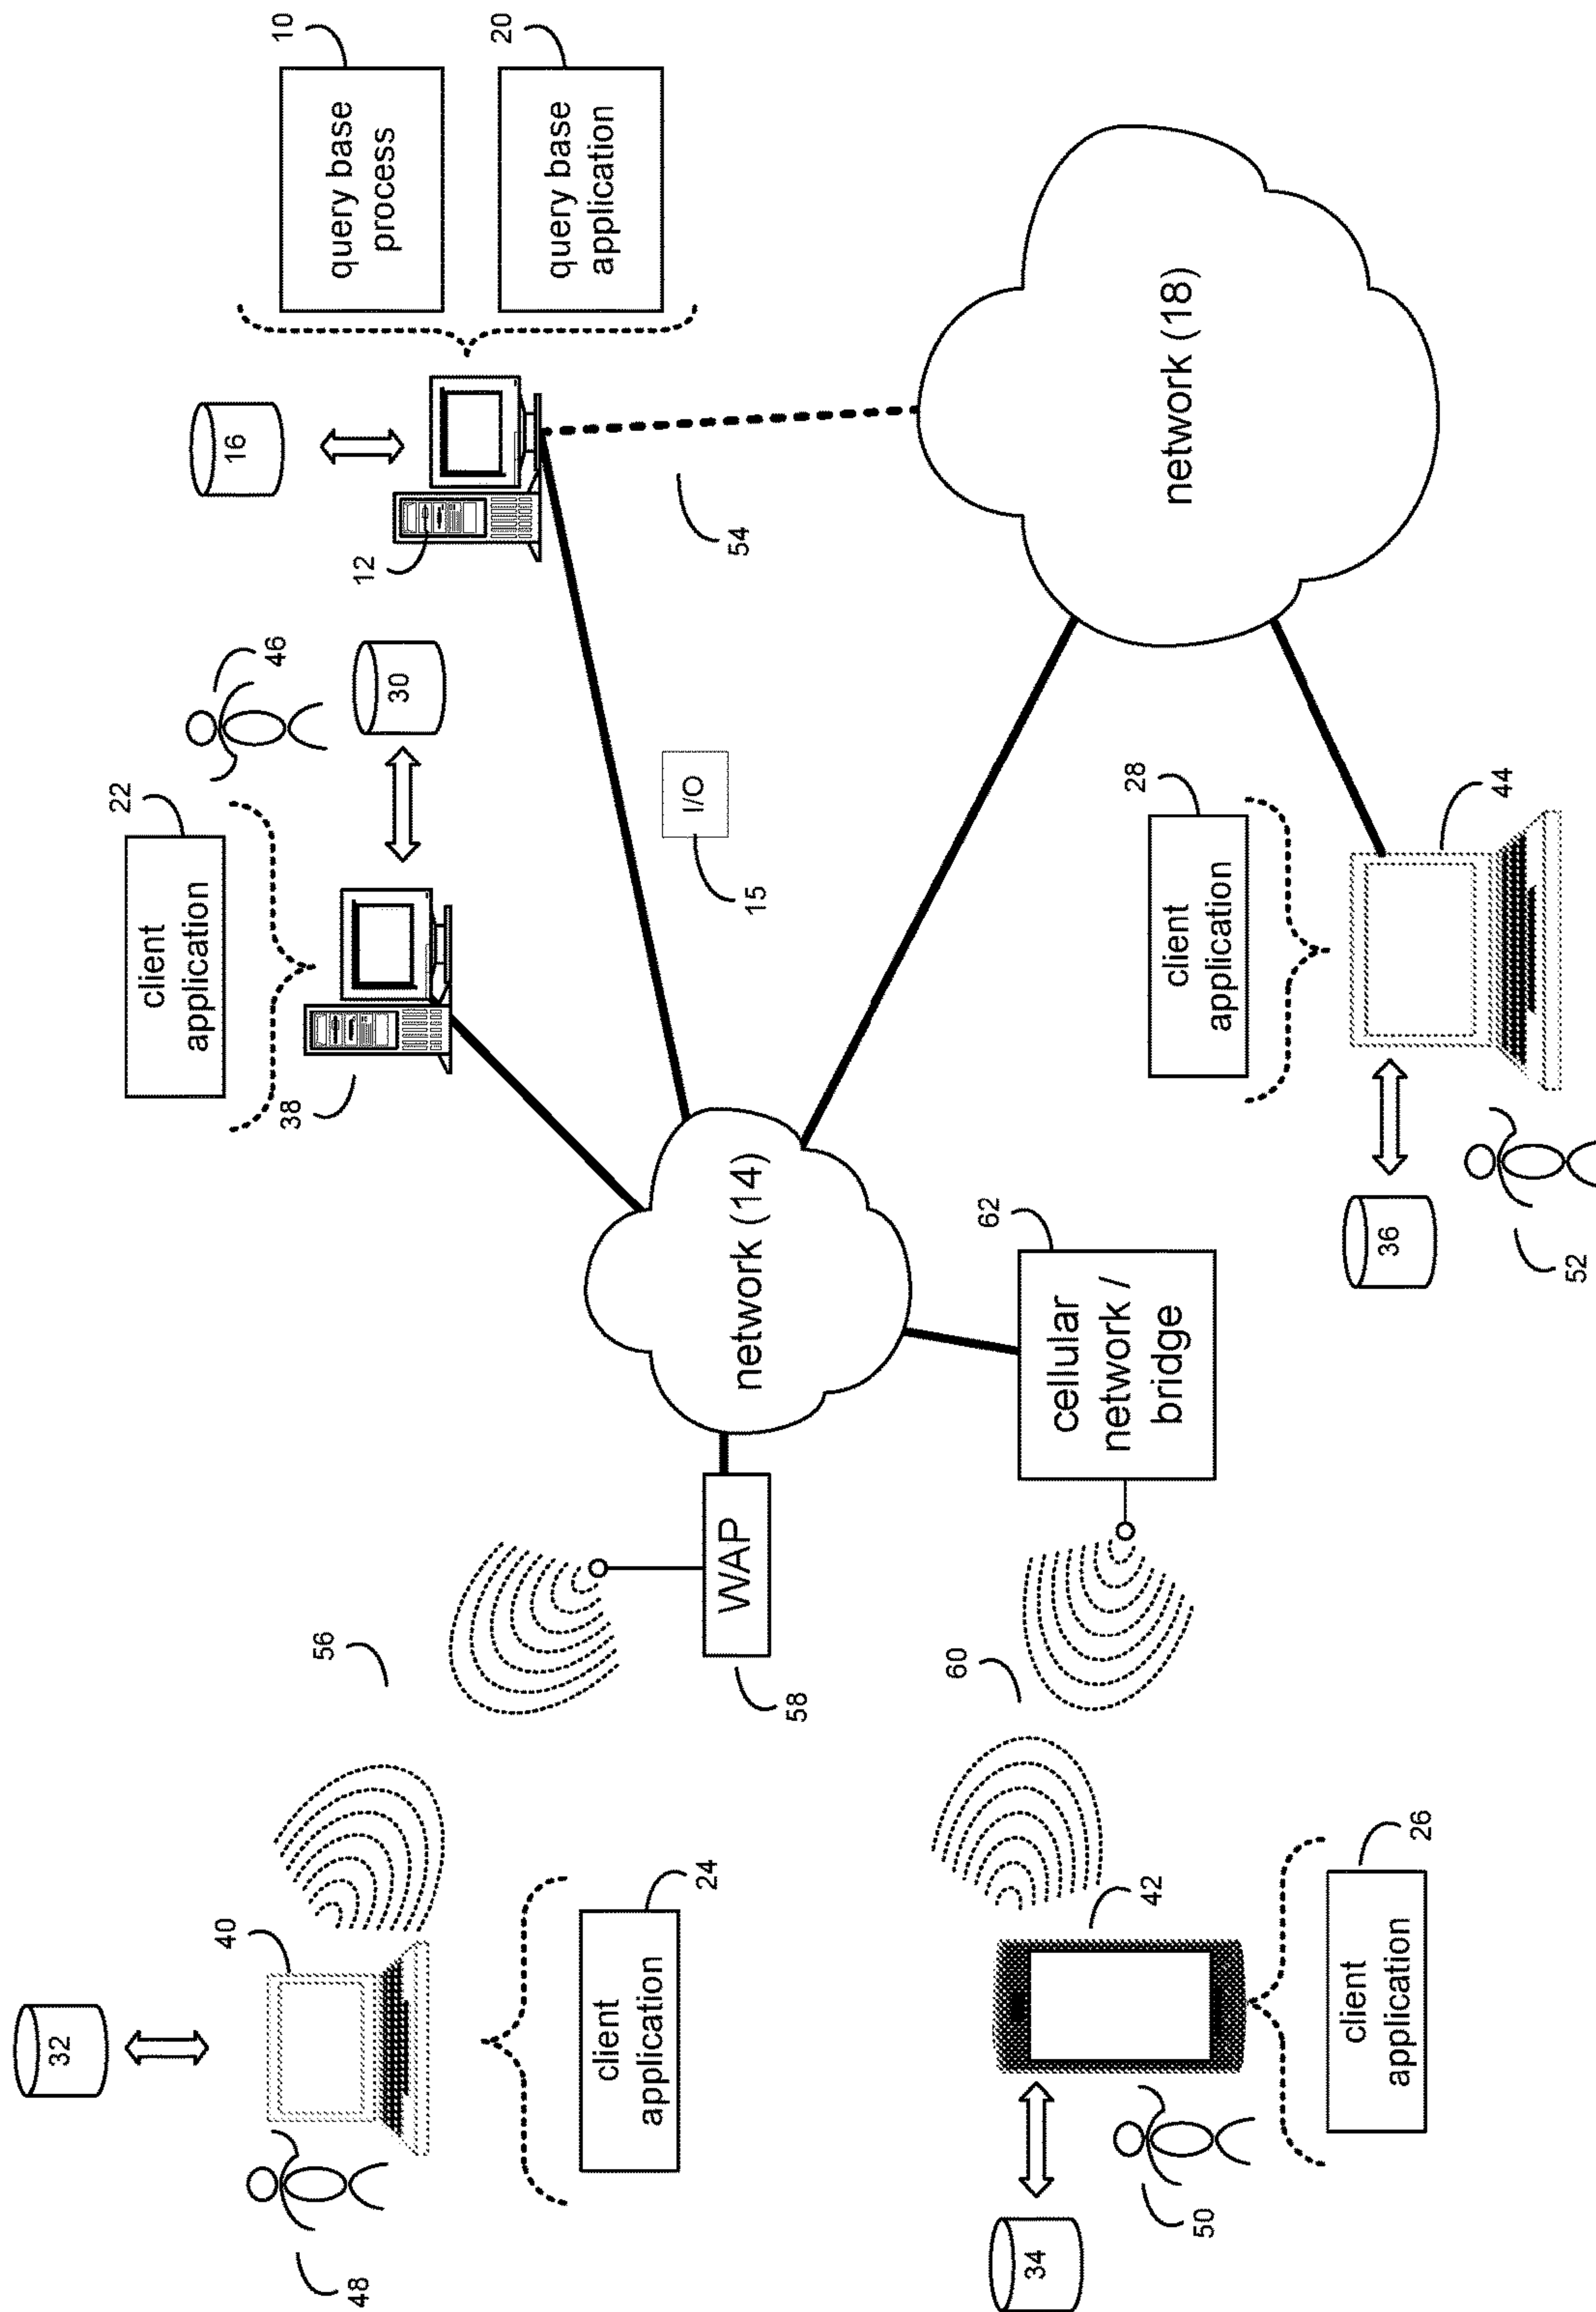 32
40
48
client
application
24
56
WAP
58
client
application
22
38
46
30
16
12
query base
process
10
query base
application
20
I/O
15
54
network (14)
network (18)
60
cellular
network /
bridge
62
34
42
50
client
application
26
client
application
28
44
36
52